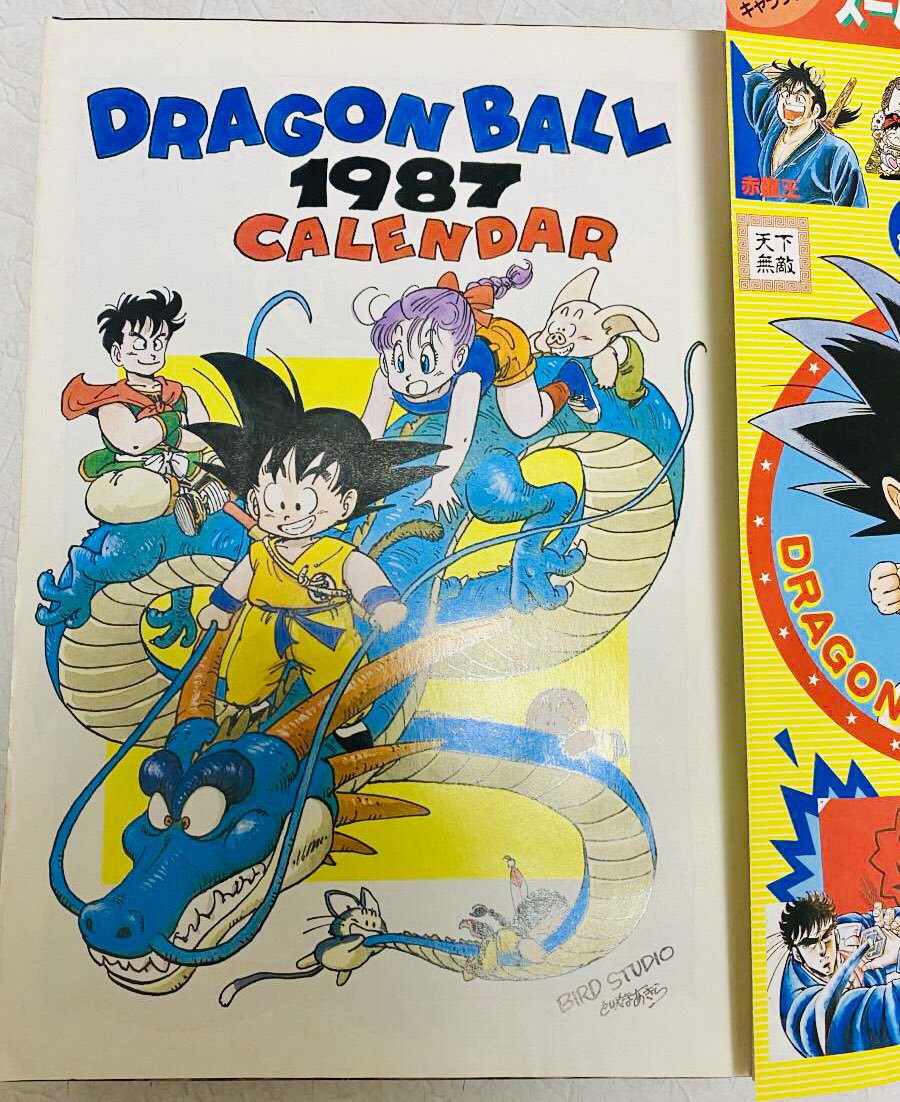 DRAGON BALL
1987
CALENDAR
BIRD STUDIO
とりやまあきら
赤龍王
天下
無敵
DRAGON